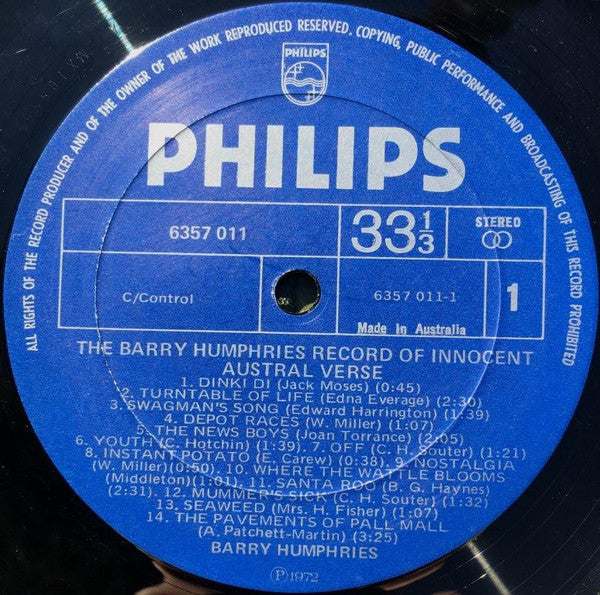 ALL RIGHTS OF THE RECORD PRODUCER AND OF THE OWNER OF THE WORK REPRODUCED RESERVED. COPYING, PUBLIC PERFORMANCE AND BROADCASTING OF THIS RECORD PROHIBITED
PHILIPS
PHILIPS
6357 011
33 1/3
STEREO
C/Control
6357 011-1
1
Made In Australia
THE BARRY HUMPHRIES RECORD OF INNOCENT
AUSTRAL VERSE
1. DINKI DI (Jack Moses) (0:45)
2. TURNTABLE OF LIFE (Edna Everage) (2:30)
3. SWAGMAN'S SONG (Edward Harrington) (1:39)
4. DEPOT RACES (W. Miller) (1:07)
5. THE NEWS BOYS (Joan Torrance) (2:05)
6. YOUTH (C. Hotchin) (1:39). 7. OFF (C. H. Souter) (1:21)
8. INSTANT POTATO (E. Carew) (0:38). 9. NOSTALGIA
(W. Miller)(0:50). 10. WHERE THE WATTLE BLOOMS
(Middleton)(1:01). 11. SANTA ROO (B. G. Haynes)
(2:31). 12. MUMMER'S SICK (C. H. Souter) (1:32)
13. SEAWEED (Mrs. H. Fisher) (1:07)
14. THE PAVEMENTS OF PALL MALL
(A. Patchett-Martin) (3:25)
BARRY HUMPHRIES
Ⓟ1972